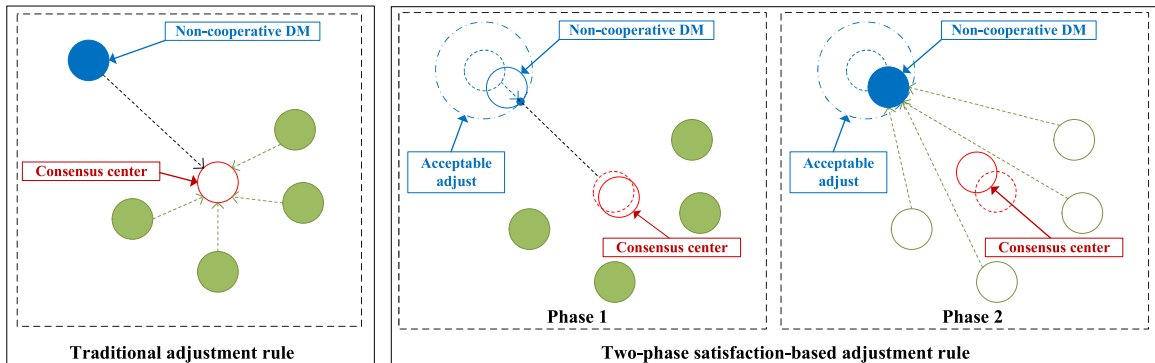 Non-cooperative DM
Consensus center
Traditional adjustment rule
Non-cooperative DM
Acceptable
adjust
Consensus center
Phase 1
Non-cooperative DM
Acceptable
adjust
Consensus center
Phase 2
Two-phase satisfaction-based adjustment rule